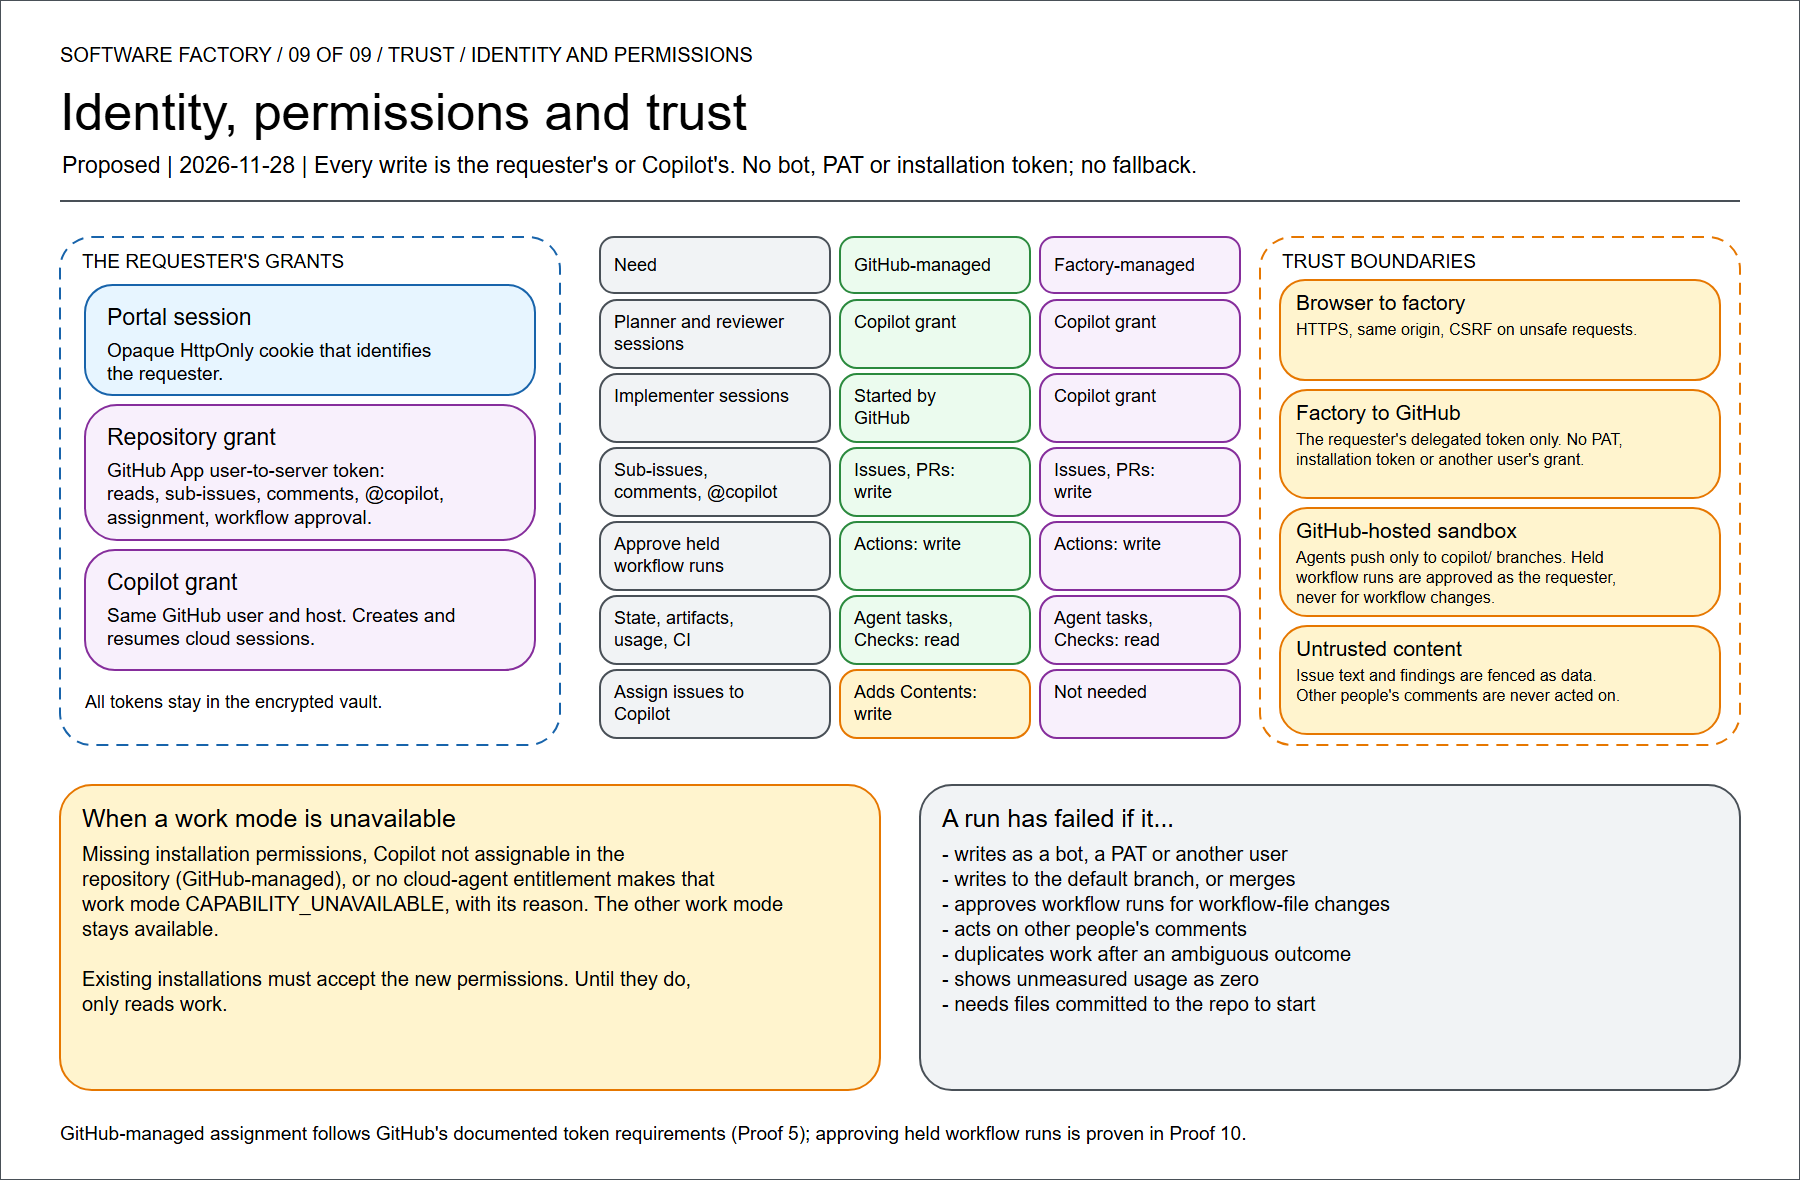 SOFTWARE FACTORY / 09 OF 09 / TRUST / IDENTITY AND PERMISSIONS
Identity, permissions and trust
Proposed | 2026-11-28 | Every write is the requester's or Copilot's. No bot, PAT or installation token; no fallback.
THE REQUESTER'S GRANTS
Portal session
Opaque HttpOnly cookie that identifies
the requester.
Repository grant
GitHub App user-to-server token:
reads, sub-issues, comments, @copilot,
assignment, workflow approval.
Copilot grant
Same GitHub user and host. Creates and
resumes cloud sessions.
All tokens stay in the encrypted vault.
Need
GitHub-managed
Factory-managed
Planner and reviewer
sessions
Copilot grant
Copilot grant
Implementer sessions
Started by
GitHub
Copilot grant
Sub-issues,
comments, @copilot
Issues, PRs:
write
Issues, PRs:
write
Approve held
workflow runs
Actions: write
Actions: write
State, artifacts,
usage, CI
Agent tasks,
Checks: read
Agent tasks,
Checks: read
Assign issues to
Copilot
Adds Contents:
write
Not needed
TRUST BOUNDARIES
Browser to factory
HTTPS, same origin, CSRF on unsafe requests.
Factory to GitHub
The requester's delegated token only. No PAT,
installation token or another user's grant.
GitHub-hosted sandbox
Agents push only to copilot/ branches. Held
workflow runs are approved as the requester,
never for workflow changes.
Untrusted content
Issue text and findings are fenced as data.
Other people's comments are never acted on.
When a work mode is unavailable
Missing installation permissions, Copilot not assignable in the
repository (GitHub-managed), or no cloud-agent entitlement makes that
work mode CAPABILITY_UNAVAILABLE, with its reason. The other work mode
stays available.
Existing installations must accept the new permissions. Until they do,
only reads work.
A run has failed if it...
- writes as a bot, a PAT or another user
- writes to the default branch, or merges
- approves workflow runs for workflow-file changes
- acts on other people's comments
- duplicates work after an ambiguous outcome
- shows unmeasured usage as zero
- needs files committed to the repo to start
GitHub-managed assignment follows GitHub's documented token requirements (Proof 5); approving held workflow runs is proven in Proof 10.